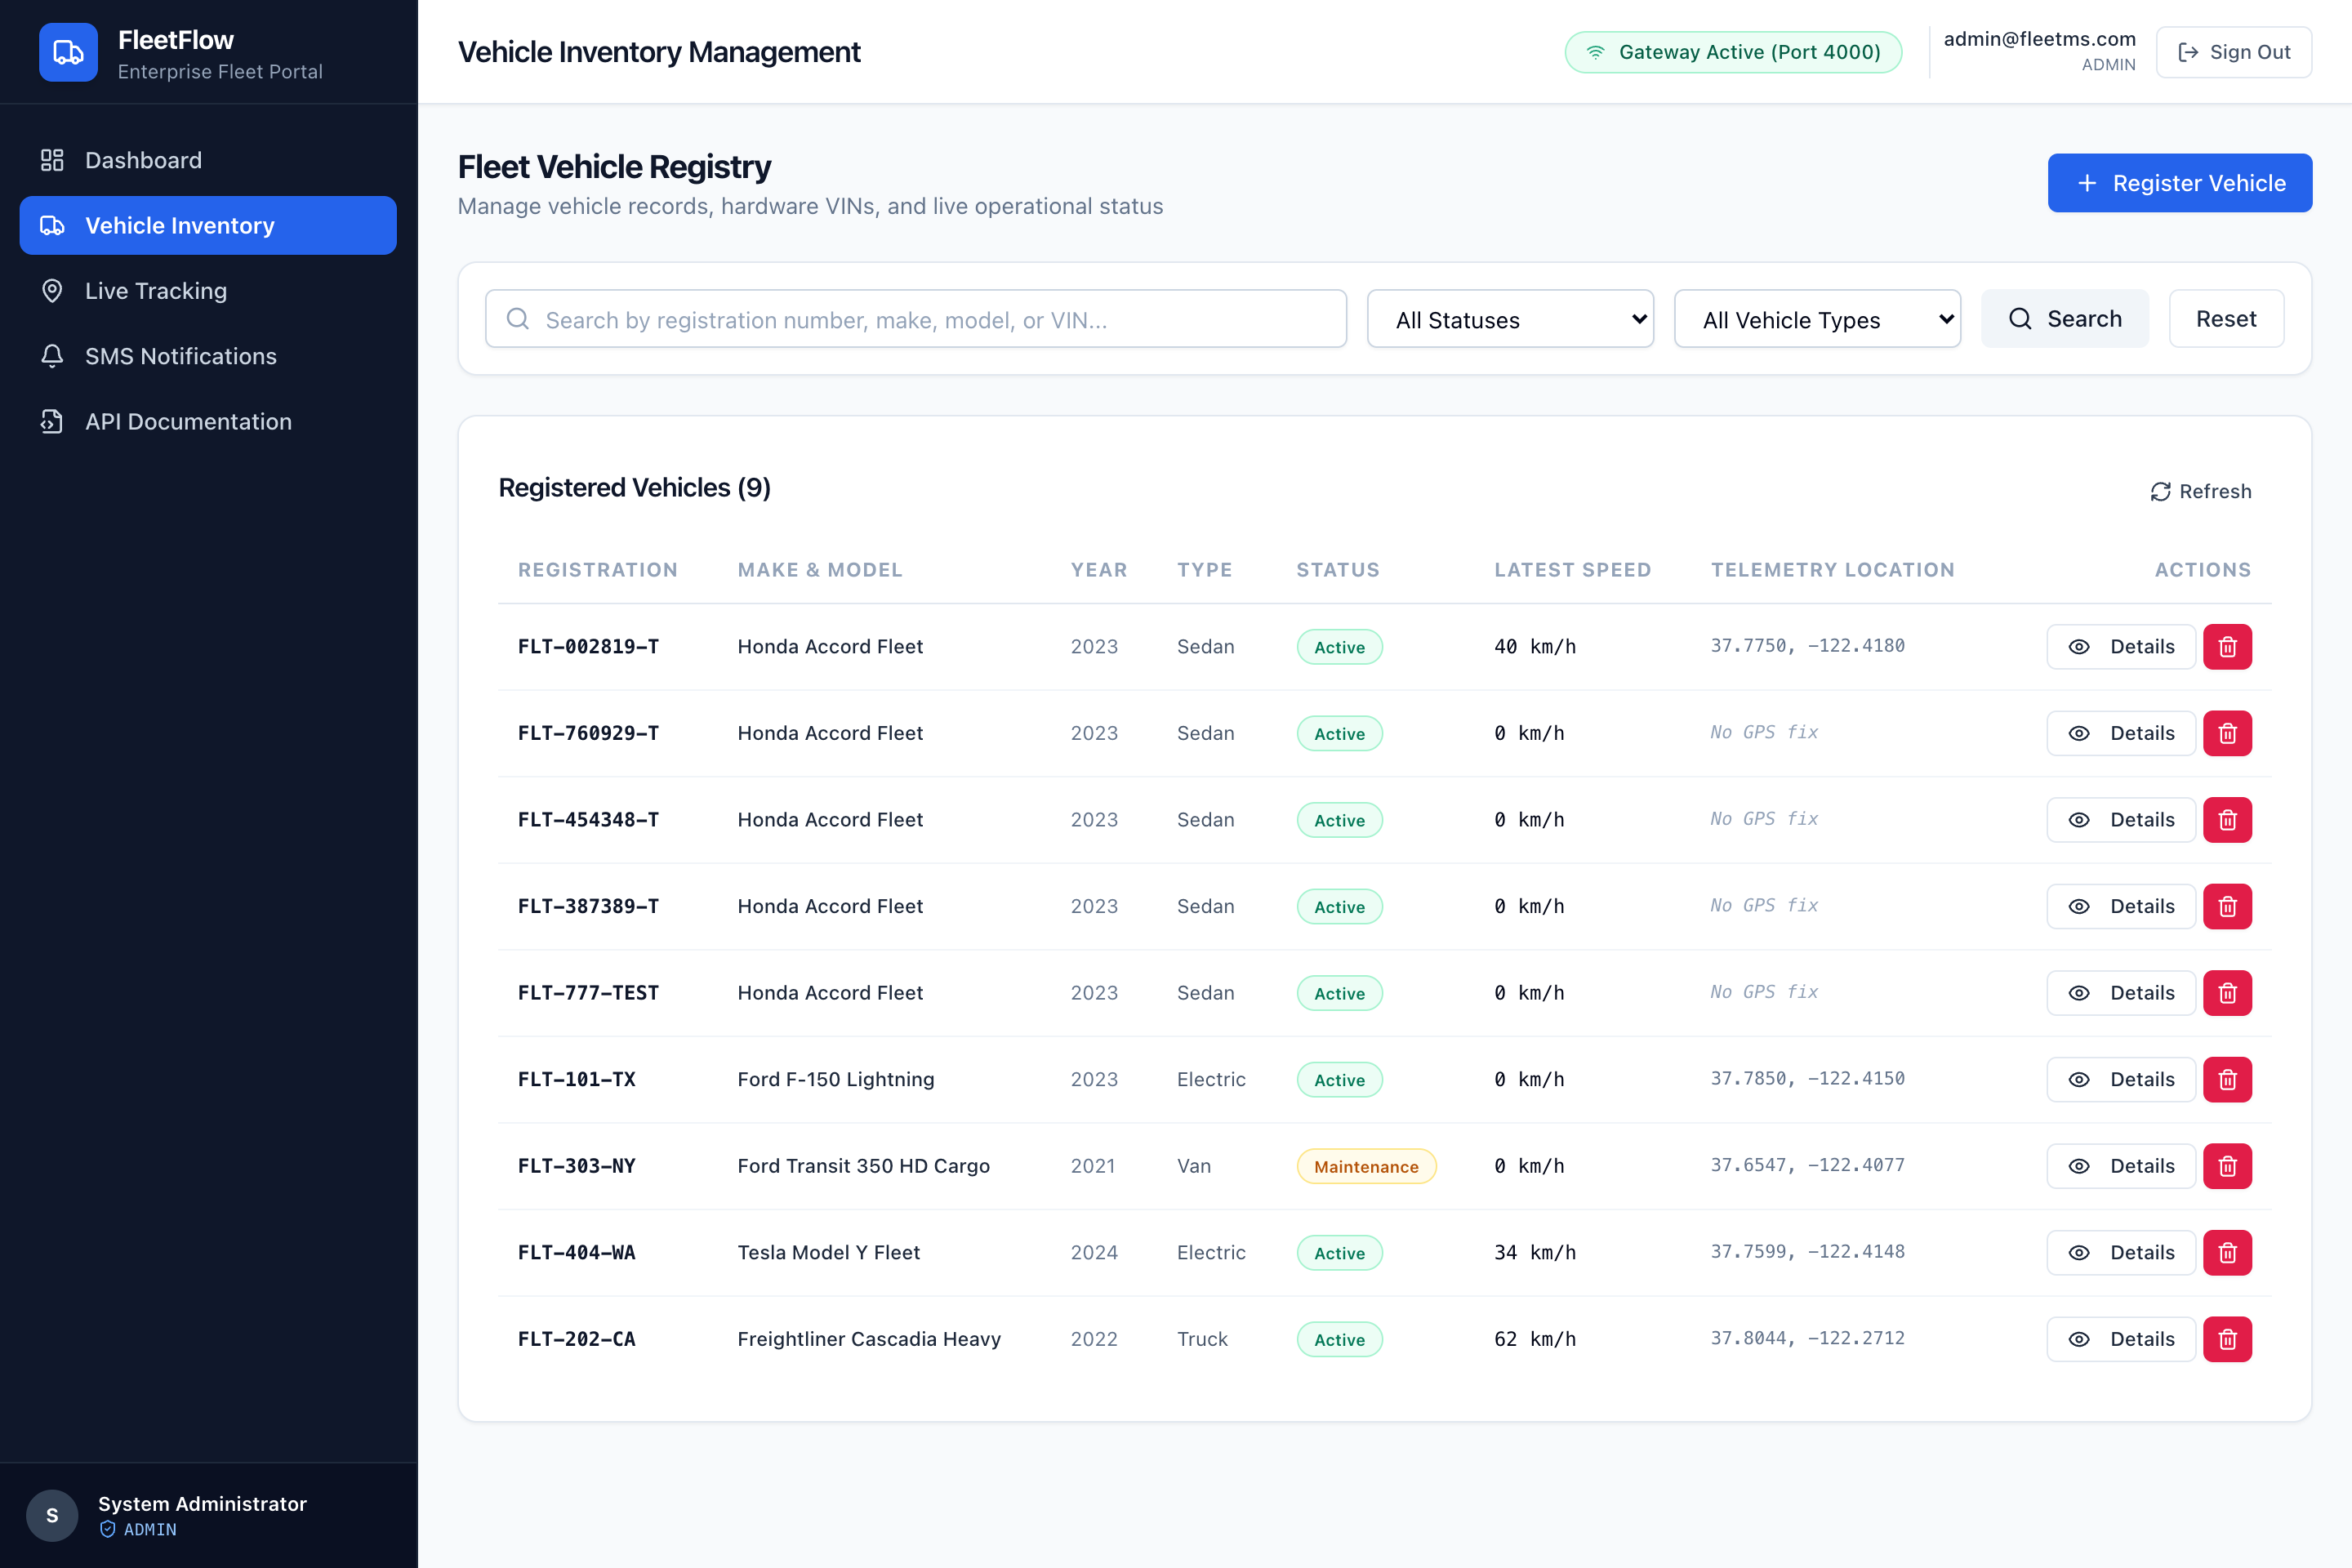 FleetFlow
Enterprise Fleet Portal
Dashboard
Vehicle Inventory
Live Tracking
SMS Notifications
API Documentation
S
System Administrator
ADMIN
Vehicle Inventory Management
Gateway Active (Port 4000)
admin@fleetms.com
ADMIN
Sign Out
Fleet Vehicle Registry
Manage vehicle records, hardware VINs, and live operational status
Register Vehicle
Search by registration number, make, model, or VIN...
All Statuses
All Vehicle Types
Search
Reset
Registered Vehicles (9)
Refresh
REGISTRATION MAKE & MODEL YEAR TYPE STATUS LATEST SPEED TELEMETRY LOCATION ACTIONS
FLT-002819-T Honda Accord Fleet 2023 Sedan Active 40 km/h 37.7750, -122.4180 Details
FLT-760929-T Honda Accord Fleet 2023 Sedan Active 0 km/h No GPS fix Details
FLT-454348-T Honda Accord Fleet 2023 Sedan Active 0 km/h No GPS fix Details
FLT-387389-T Honda Accord Fleet 2023 Sedan Active 0 km/h No GPS fix Details
FLT-777-TEST Honda Accord Fleet 2023 Sedan Active 0 km/h No GPS fix Details
FLT-101-TX Ford F-150 Lightning 2023 Electric Active 0 km/h 37.7850, -122.4150 Details
FLT-303-NY Ford Transit 350 HD Cargo 2021 Van Maintenance 0 km/h 37.6547, -122.4077 Details
FLT-404-WA Tesla Model Y Fleet 2024 Electric Active 34 km/h 37.7599, -122.4148 Details
FLT-202-CA Freightliner Cascadia Heavy 2022 Truck Active 62 km/h 37.8044, -122.2712 Details